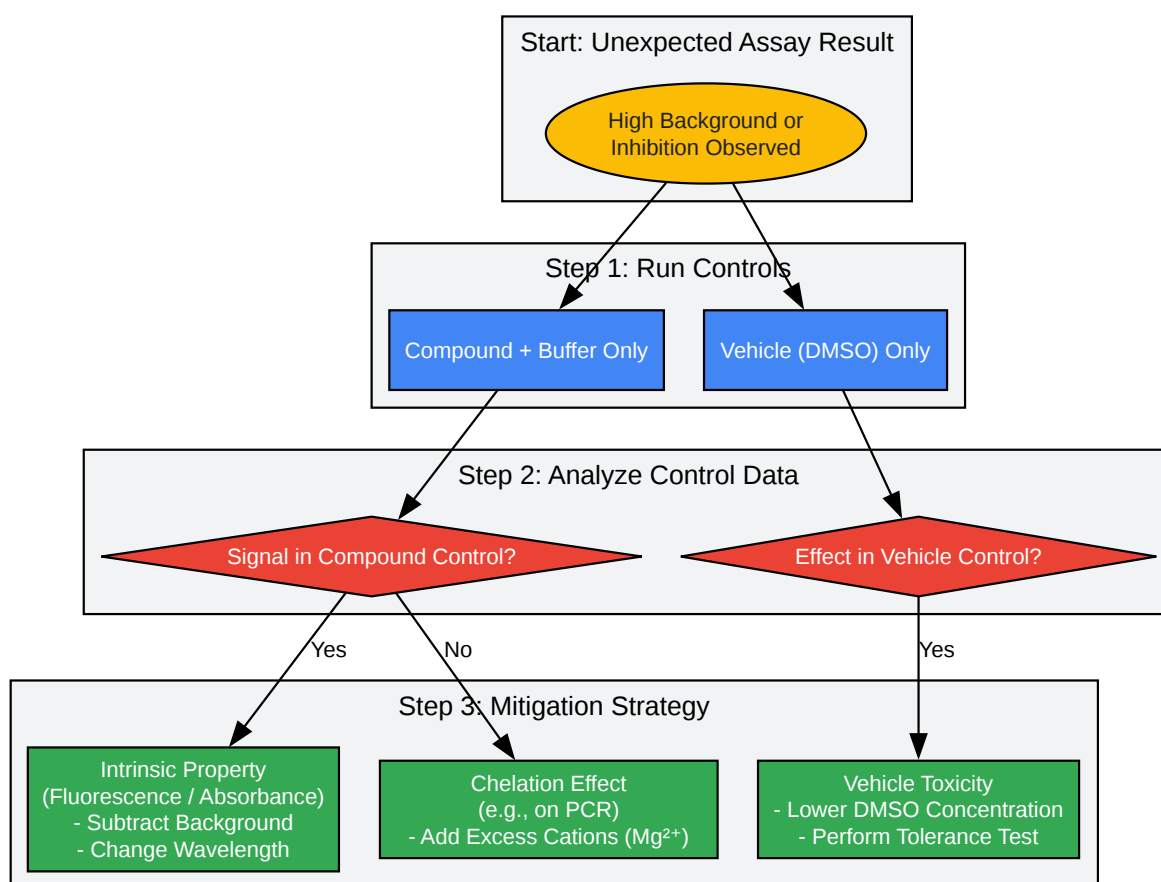 Start: Unexpected Assay Result
High Background or
Inhibition Observed
Step 1: Run Controls
Compound + Buffer Only
Vehicle (DMSO) Only
Step 2: Analyze Control Data
Signal in Compound Control?
Effect in Vehicle Control?
Yes
No
Yes
Step 3: Mitigation Strategy
Intrinsic Property
(Fluorescence / Absorbance)
- Subtract Background
- Change Wavelength
Chelation Effect
(e.g., on PCR)
- Add Excess Cations (Mg²⁺)
Vehicle Toxicity
- Lower DMSO Concentration
- Perform Tolerance Test